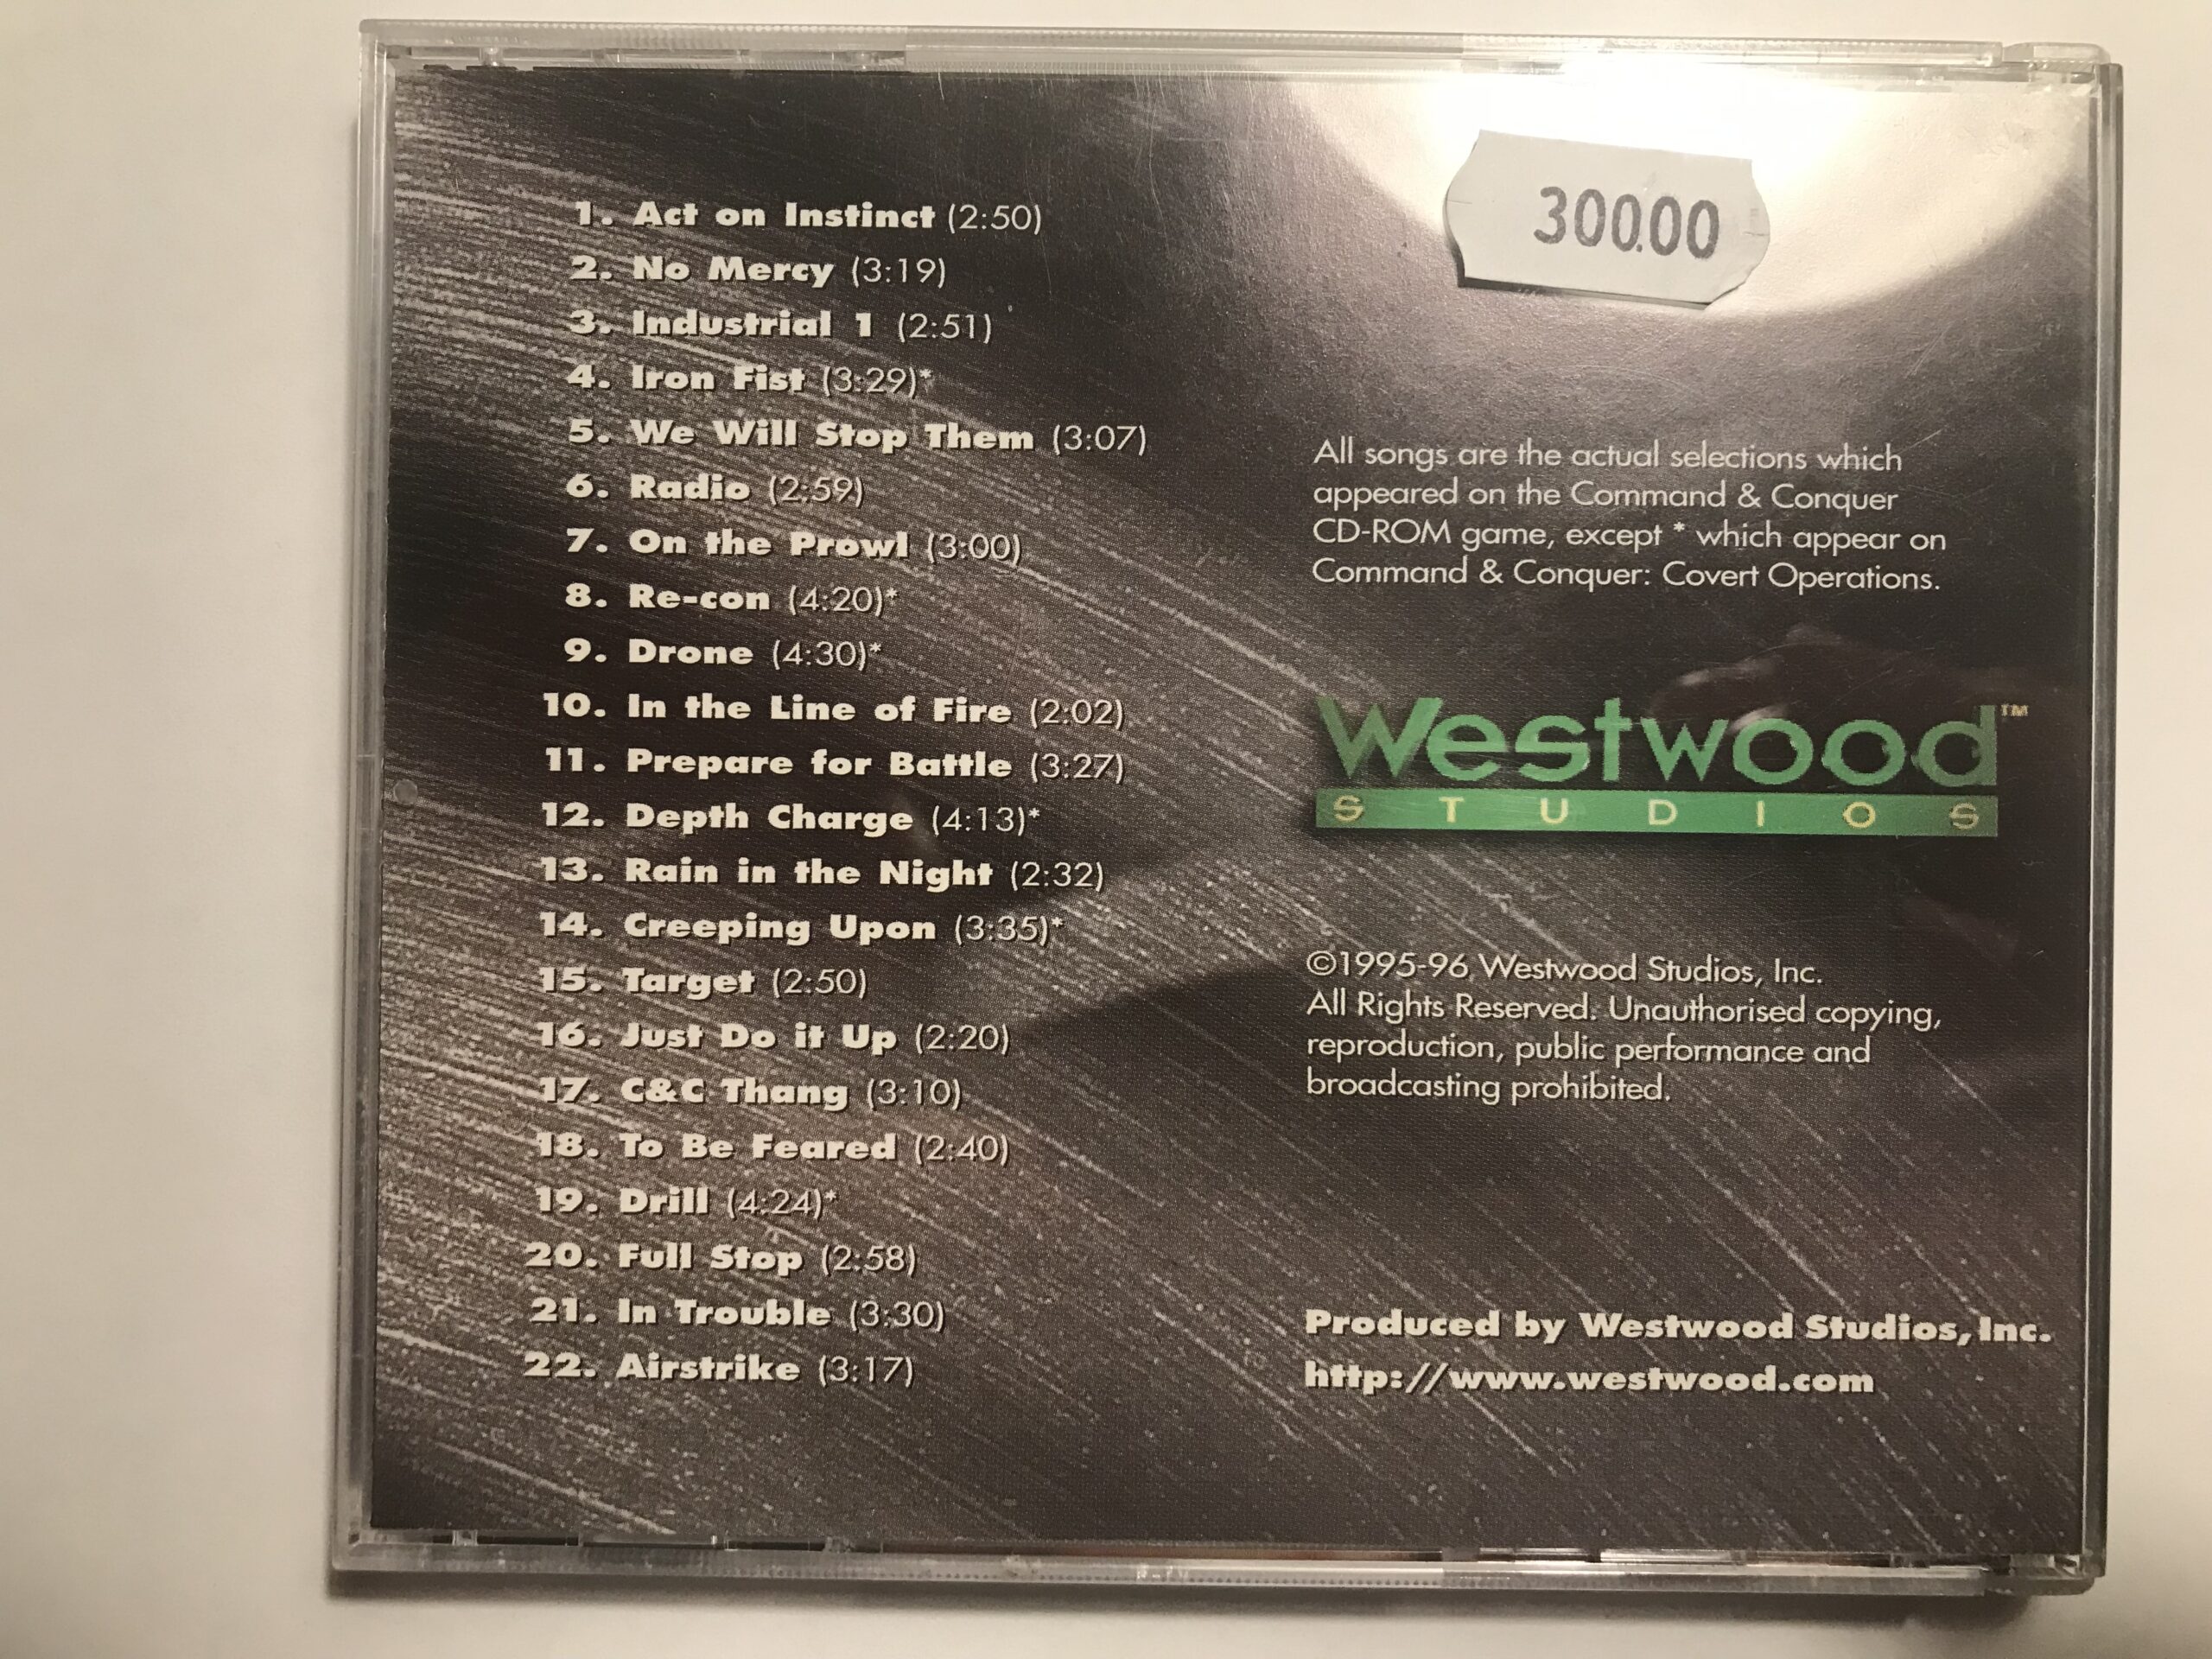 1. Act on Instinct (2:50)
2. No Mercy (3:19)
3. Industrial 1 (2:51)
4. Iron Fist (3:29)*
5. We Will Stop Them (3:07)
6. Radio (2:59)
7. On the Prowl (3:00)
8. Re-con (4:20)*
9. Drone (4:30)*
10. In the Line of Fire (2:02)
11. Prepare for Battle (3:27)
12. Depth Charge (4:13)*
13. Rain in the Night (2:32)
14. Creeping Upon (3:35)*
15. Target (2:50)
16. Just Do it Up (2:20)
17. C&C Thang (3:10)
18. To Be Feared (2:40)
19. Drill (4:24)*
20. Full Stop (2:58)
21. In Trouble (3:30)
22. Airstrike (3:17)
300.00
All songs are the actual selections which
appeared on the Command & Conquer
CD-ROM game, except * which appear on
Command & Conquer: Covert Operations.
Westwood™
STUDIOS
©1995-96 Westwood Studios, Inc.
All Rights Reserved. Unauthorised copying,
reproduction, public performance and
broadcasting prohibited.
Produced by Westwood Studios, Inc.
http://www.westwood.com